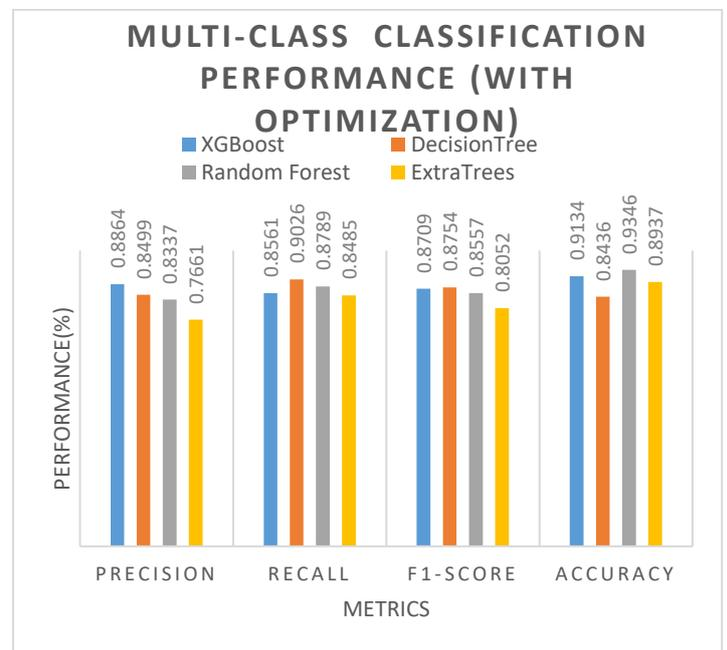 MULTI-CLASS CLASSIFICATION
PERFORMANCE (WITH
OPTIMIZATION)
XGBoost DecisionTree
Random Forest ExtraTrees
0.8864 0.8499 0.8337 0.7661 0.8561 0.9026 0.8789 0.8485 0.8709 0.8754 0.8557 0.8052 0.9134 0.8436 0.9346 0.8937
PERFORMANCE(%)
PRECISION RECALL F1-SCORE ACCURACY
METRICS